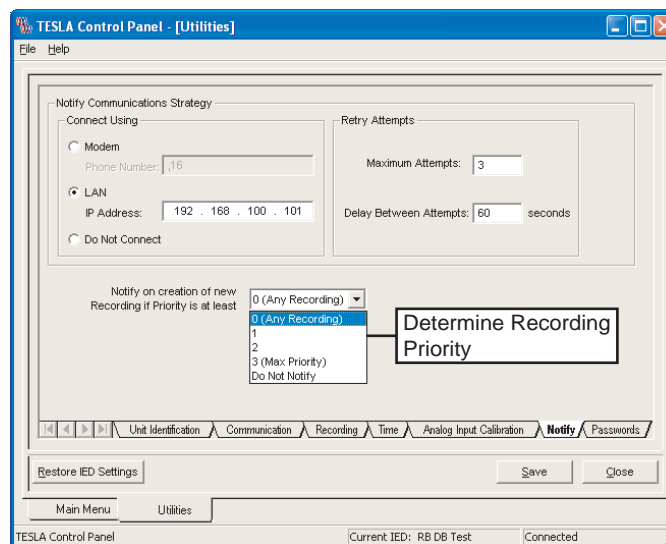 TESLA Control Panel - [Utilities]
File Help
Notify Communications Strategy
Connect Using
Modem
Phone Number: ,16
LAN
IP Address: 192 . 168 . 100 . 101
Do Not Connect
Retry Attempts
Maximum Attempts: 3
Delay Between Attempts: 60 seconds
Notify on creation of new
Recording if Priority is at least
0 (Any Recording)
0 (Any Recording)
1
2
3 (Max Priority)
Do Not Notify
Determine Recording
Priority
Unit Identification Communication Recording Time Analog Input Calibration Notify Passwords
Restore IED Settings Save Close
Main Menu Utilities
TESLA Control Panel Current IED: RB DB Test Connected